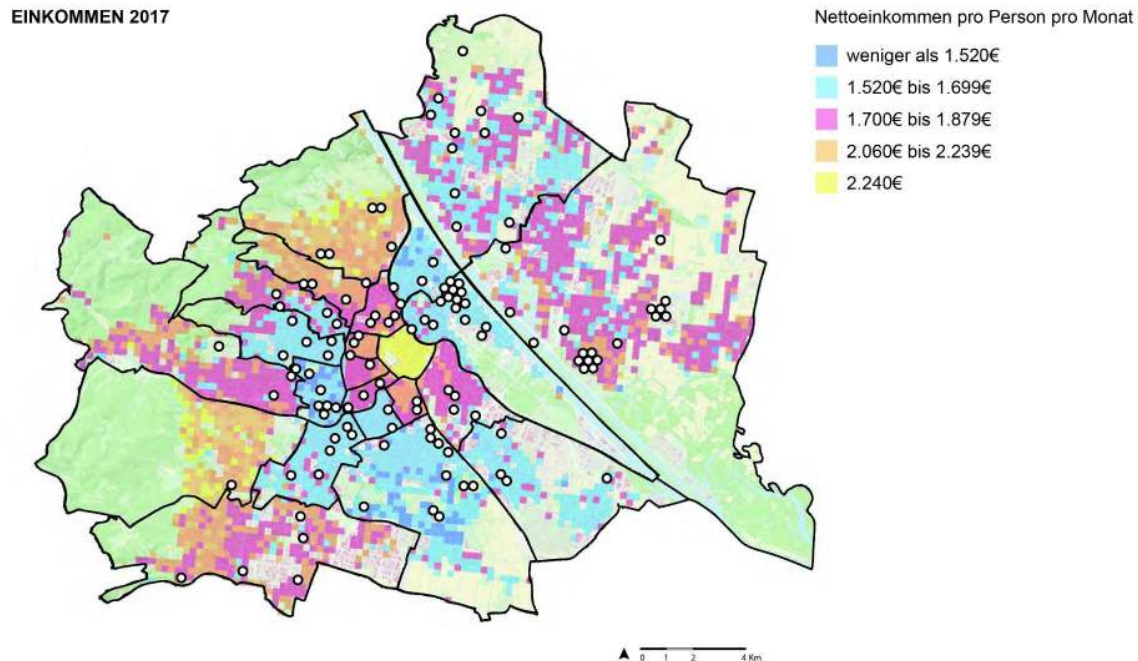 EINKOMMEN 2017
Nettoeinkommen pro Person pro Monat
weniger als 1.520€
1.520€ bis 1.699€
1.700€ bis 1.879€
2.060€ bis 2.239€
2.240€
0 1 2 4 Km